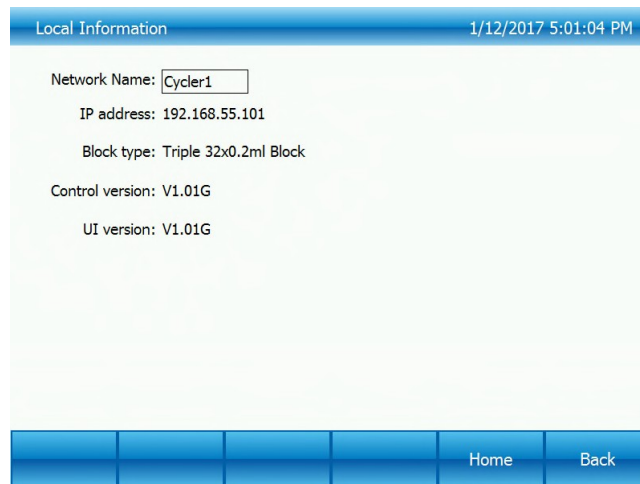 Local Information 1/12/2017 5:01:04 PM
Network Name: Cycler1
IP address: 192.168.55.101
Block type: Triple 32x0.2ml Block
Control version: V1.01G
UI version: V1.01G
Home Back